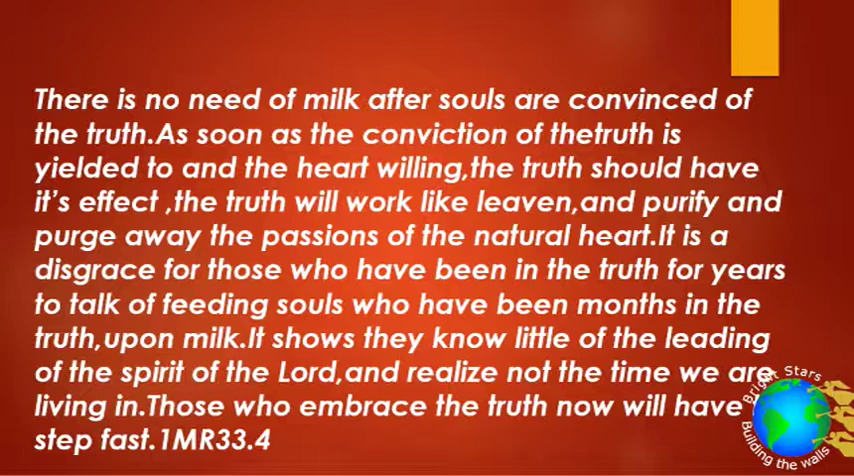 There is no need of milk after souls are convinced of
the truth.As soon as the conviction of thetruth is
yielded to and the heart willing,the truth should have
it's effect ,the truth will work like leaven,and purify and
purge away the passions of the natural heart.It is a
disgrace for those who have been in the truth for years
to talk of feeding souls who have been months in the
truth,upon milk.It shows they know little of the leading
of the spirit of the Lord,and realize not the time we are
living in.Those who embrace the truth now will have
step fast.1MR33.4
Bright Stars
Building the walls